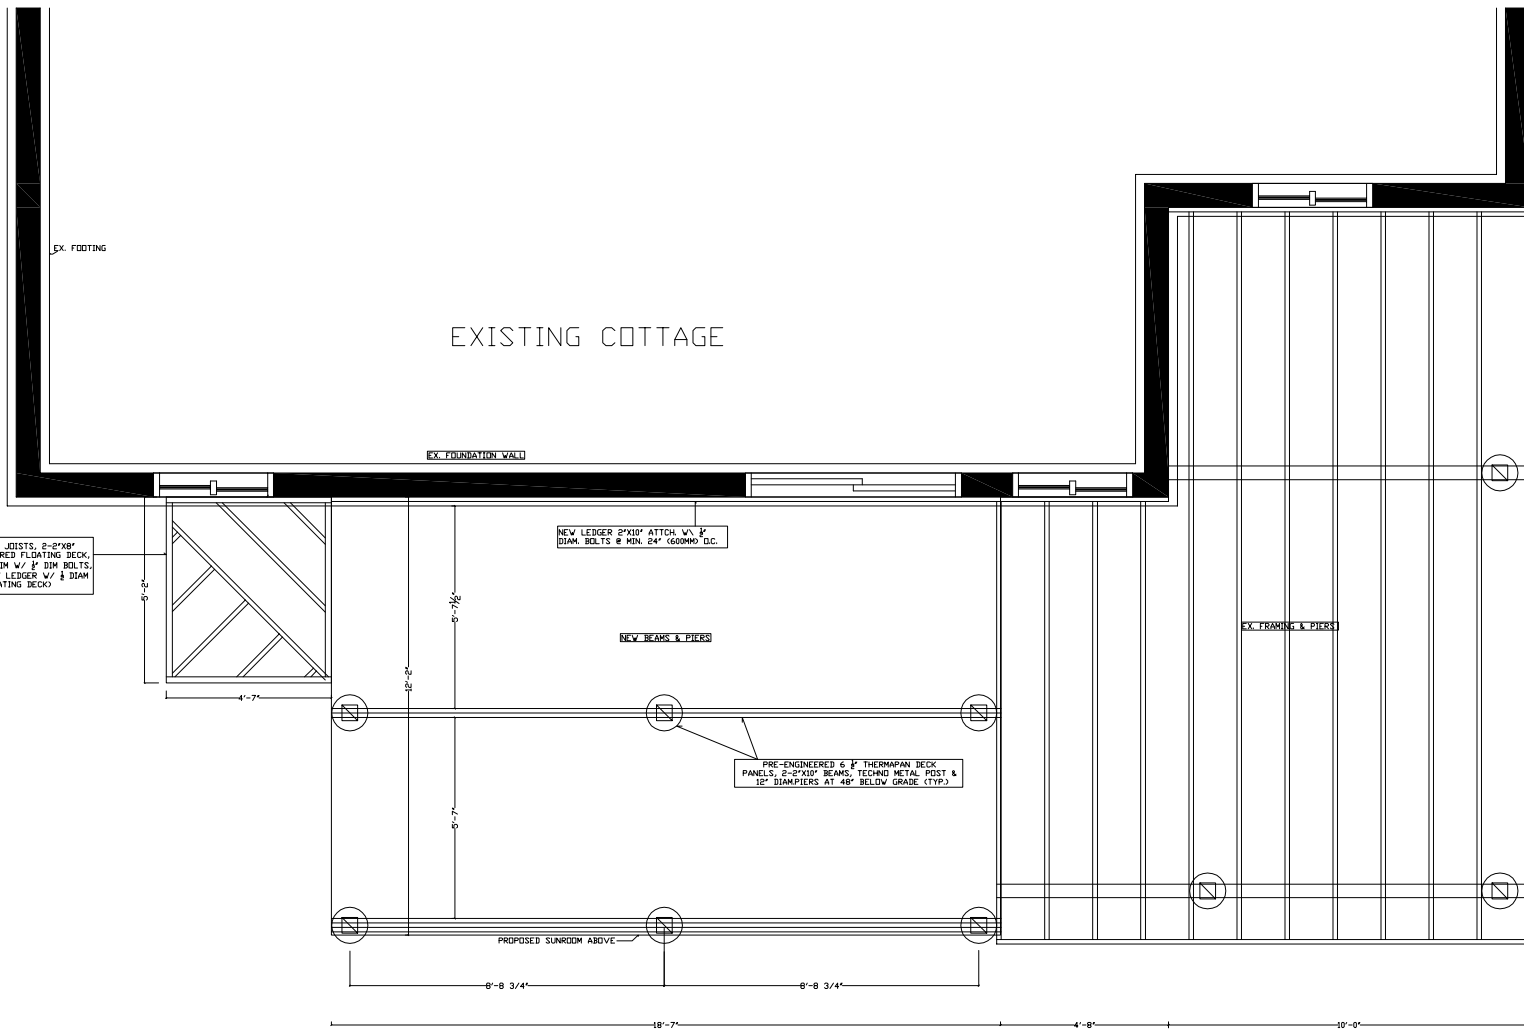 EX. FOOTING
EXISTING COTTAGE
EX. FOUNDATION WALL
NEW LEDGER 2"X10" ATTCH. W\ ½"
DIAM. BOLTS @ MIN. 24" (600MM) O.C.
JOISTS, 2-2"X8"
RED FLOATING DECK,
IM W/ ½" DIM BOLTS,
LEDGER W/ ½ DIAM
ATING DECK)
5'-2"
5'-7½"
NEW BEAMS & PIERS
EX. FRAMING & PIERS
12'-2"
4'-7"
PRE-ENGINEERED 6 ½" THERMAPAN DECK
PANELS, 2-2"X10" BEAMS, TECHNO METAL POST &
12" DIAM.PIERS AT 48" BELOW GRADE (TYP.)
5'-7"
PROPOSED SUNROOM ABOVE
8'-8 3/4"
8'-8 3/4"
18'-7"
4'-8"
10'-0"